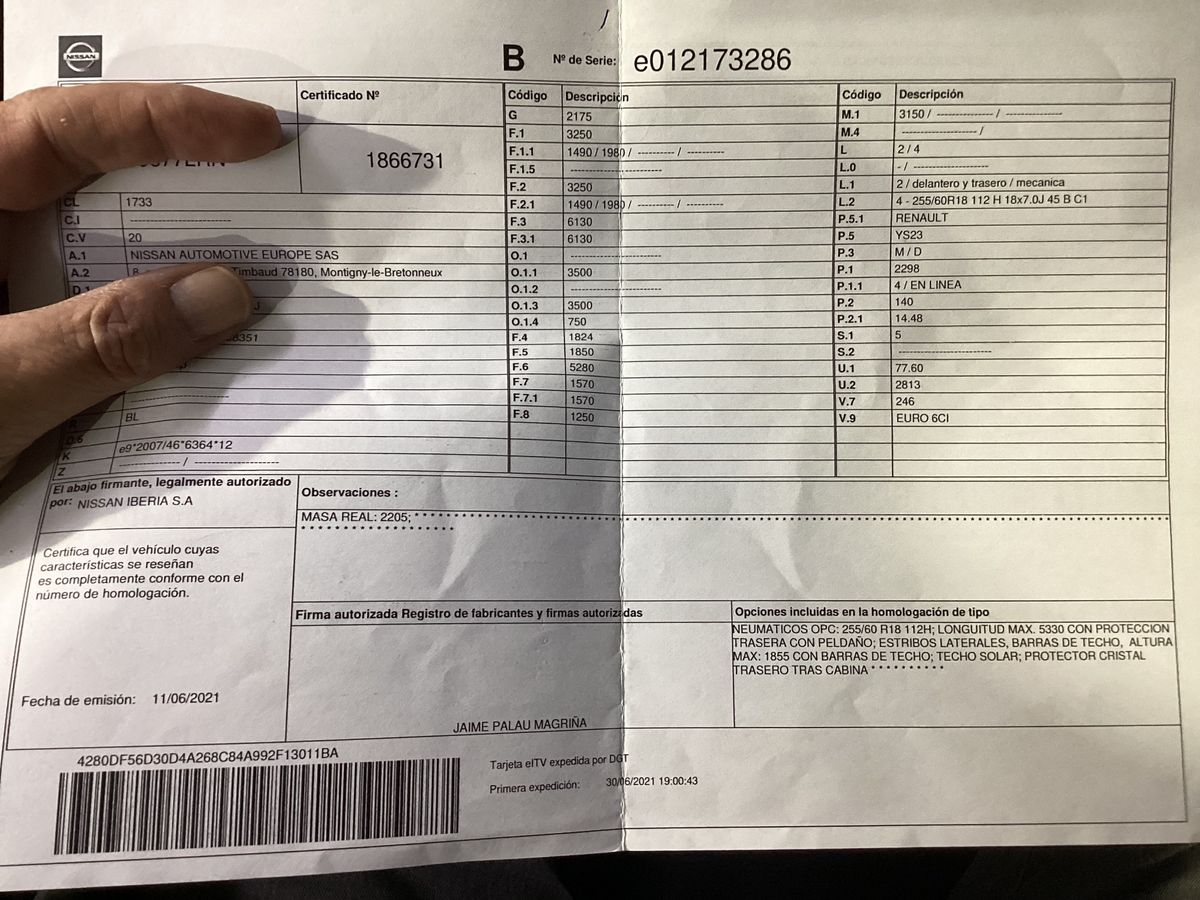 NISSAN
B Nº de Serie: e012173286
Certificado Nº
1866731
CL 1733
C.I ---------------------------
C.V 20
A.1 NISSAN AUTOMOTIVE EUROPE SAS
A.2 8 Timbaud 78180, Montigny-le-Bretonneux
D.1
J
8351
---------------------------
R BL
D.6
K e9*2007/46*6364*12
Z ---------------- / ----------------------
El abajo firmante, legalmente autorizado
por: NISSAN IBERIA S.A
Certifica que el vehículo cuyas
características se reseñan
es completamente conforme con el
número de homologación.
Fecha de emisión: 11/06/2021
Código Descripción
G 2175
F.1 3250
F.1.1 1490 / 1980 / ---------- / ----------
F.1.5 ------------------------
F.2 3250
F.2.1 1490 / 1980 / ---------- / ----------
F.3 6130
F.3.1 6130
O.1 ------------------------
O.1.1 3500
O.1.2 ------------------------
O.1.3 3500
O.1.4 750
F.4 1824
F.5 1850
F.6 5280
F.7 1570
F.7.1 1570
F.8 1250
Código Descripción
M.1 3150 / --------------- / ---------------
M.4 -------------------- /
L 2 / 4
L.0 - / --------------------
L.1 2 / delantero y trasero / mecanica
L.2 4 - 255/60R18 112 H 18x7.0J 45 B C1
P.5.1 RENAULT
P.5 YS23
P.3 M / D
P.1 2298
P.1.1 4 / EN LINEA
P.2 140
P.2.1 14.48
S.1 5
S.2 -------------------------
U.1 77.60
U.2 2813
V.7 246
V.9 EURO 6CI
Observaciones :
MASA REAL: 2205; * * * * * * * * * * * * * * * * * * * * * * * * * * * * * * * * * * * * * * * * * * * * * * * * * * * * * * * * * * * * * * * * * * * * * * * * * * * * * * * * * * * * * * * * * * * * * * * * *
* * * * * * * * * * * * * * * * * * *
Firma autorizada Registro de fabricantes y firmas autorizadas
JAIME PALAU MAGRIÑA
Opciones incluidas en la homologación de tipo
NEUMATICOS OPC: 255/60 R18 112H; LONGUITUD MAX. 5330 CON PROTECCION
TRASERA CON PELDAÑO; ESTRIBOS LATERALES, BARRAS DE TECHO, ALTURA
MAX: 1855 CON BARRAS DE TECHO; TECHO SOLAR; PROTECTOR CRISTAL
TRASERO TRAS CABINA * * * * * * * * * *
4280DF56D30D4A268C84A992F13011BA
Tarjeta eITV expedida por DGT
Primera expedición: 30/06/2021 19:00:43